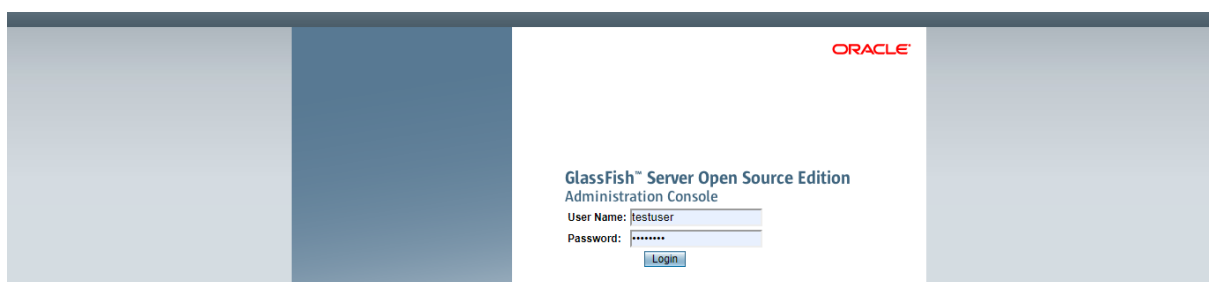 ORACLE
GlassFish™ Server Open Source Edition
Administration Console
User Name: testuser
Password: ••••••••
Login